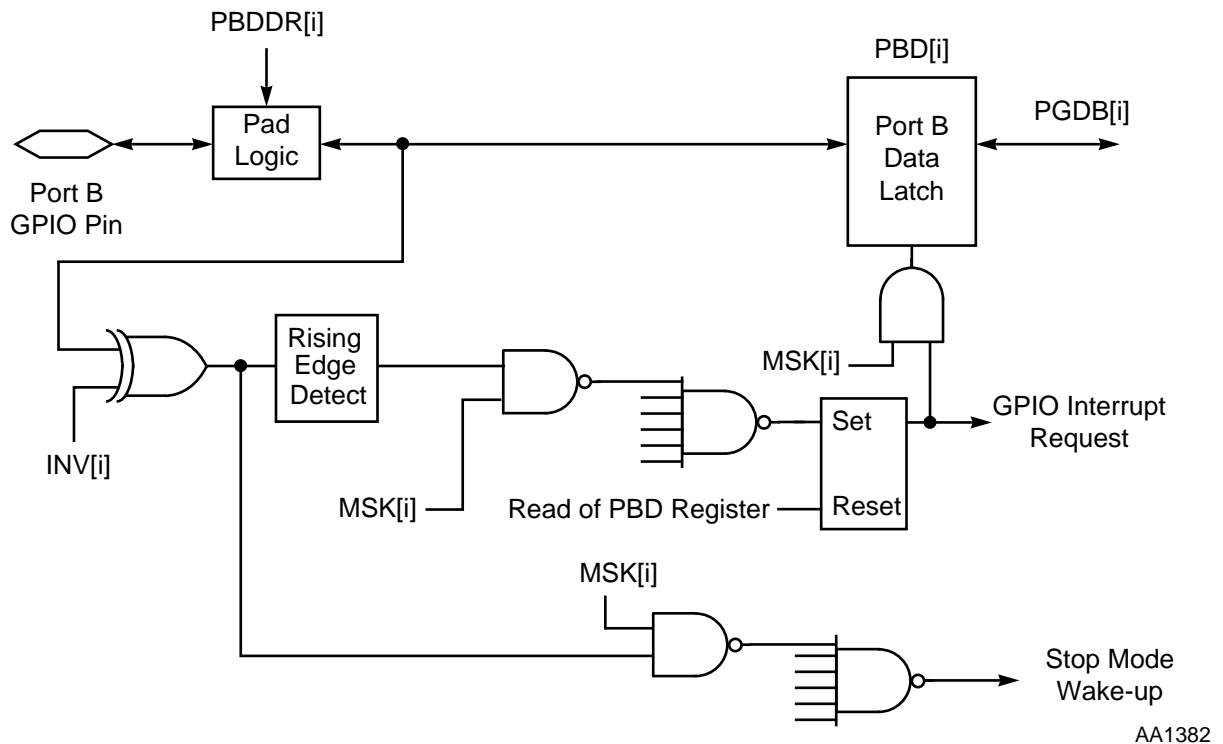 PBDDR[i]
PBD[i]
Pad
Logic
Port B
Data
Latch
PGDB[i]
Port B
GPIO Pin
Rising
Edge
Detect
MSK[i]
INV[i]
MSK[i]
Set
Reset
GPIO Interrupt
Request
Read of PBD Register
MSK[i]
Stop Mode
Wake-up
AA1382